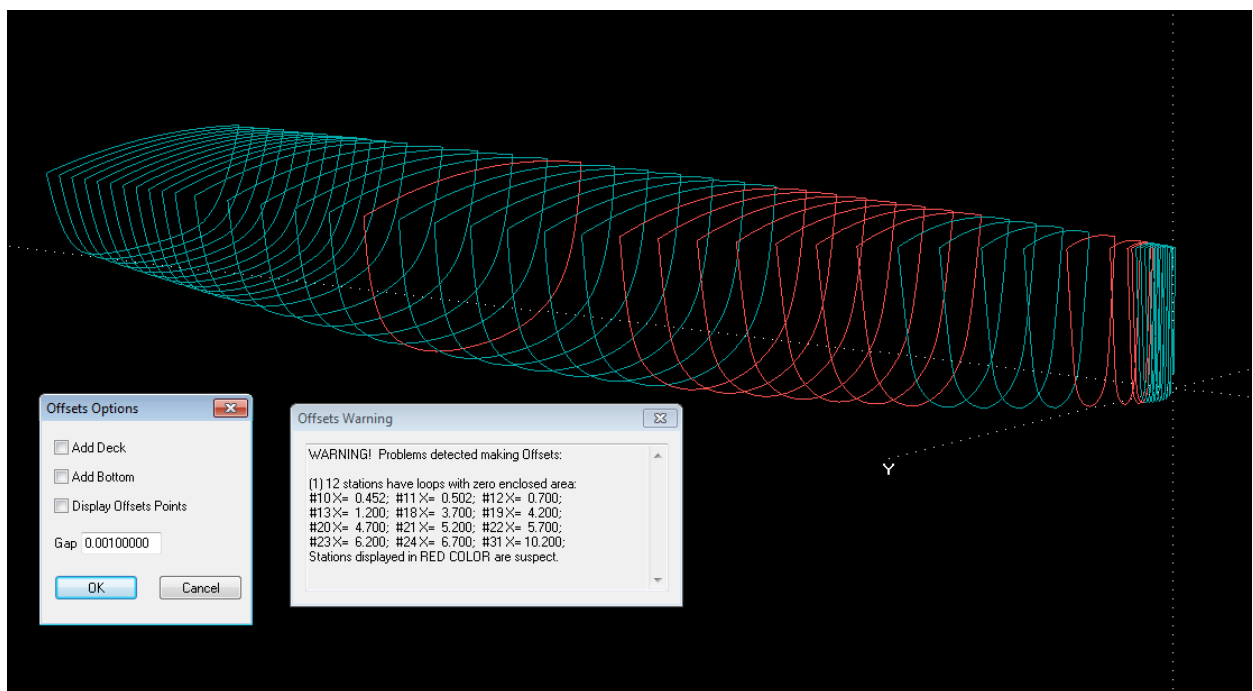 Y
Offsets Options
Add Deck
Add Bottom
Display Offsets Points
Gap 0.00100000
OK Cancel
Offsets Warning
WARNING! Problems detected making Offsets:
(1) 12 stations have loops with zero enclosed area:
#10 X= 0.452; #11 X= 0.502; #12 X= 0.700;
#13 X= 1.200; #18 X= 3.700; #19 X= 4.200;
#20 X= 4.700; #21 X= 5.200; #22 X= 5.700;
#23 X= 6.200; #24 X= 6.700; #31 X= 10.200;
Stations displayed in RED COLOR are suspect.